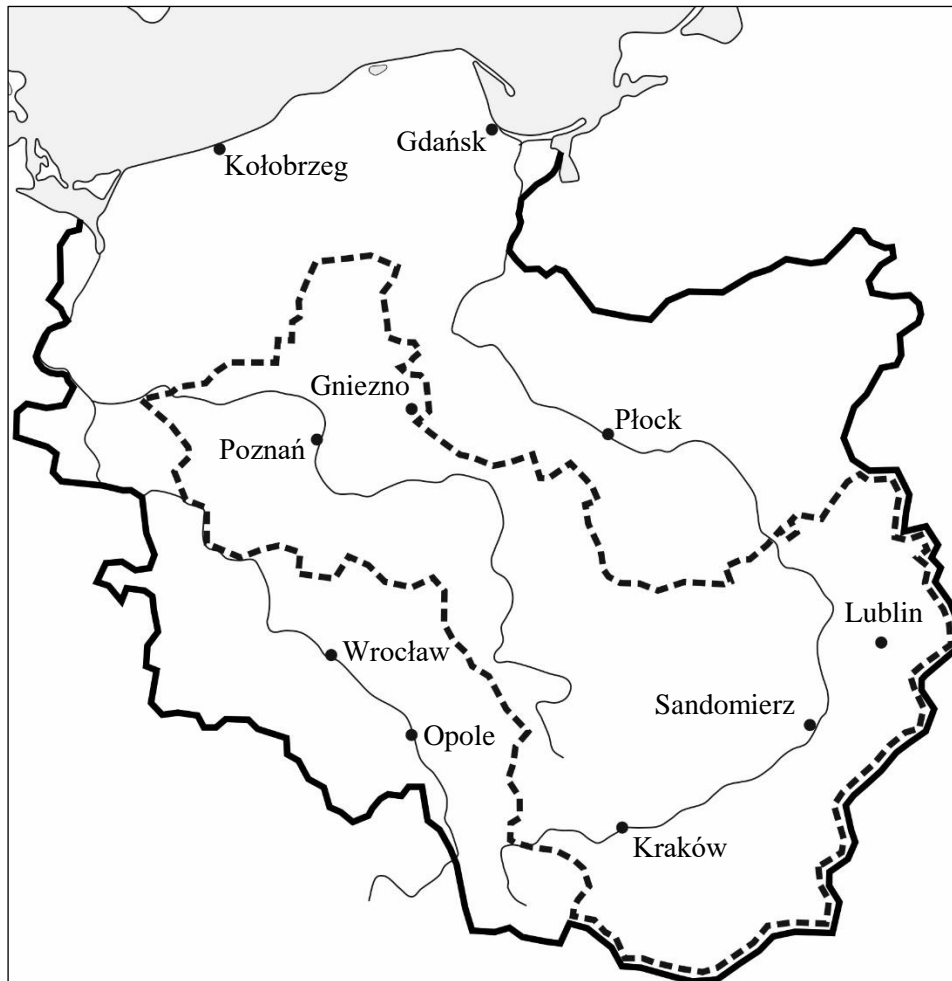 Gdańsk
Kołobrzeg
Gniezno
Płock
Poznań
Lublin
Wrocław
Sandomierz
Opole
Kraków